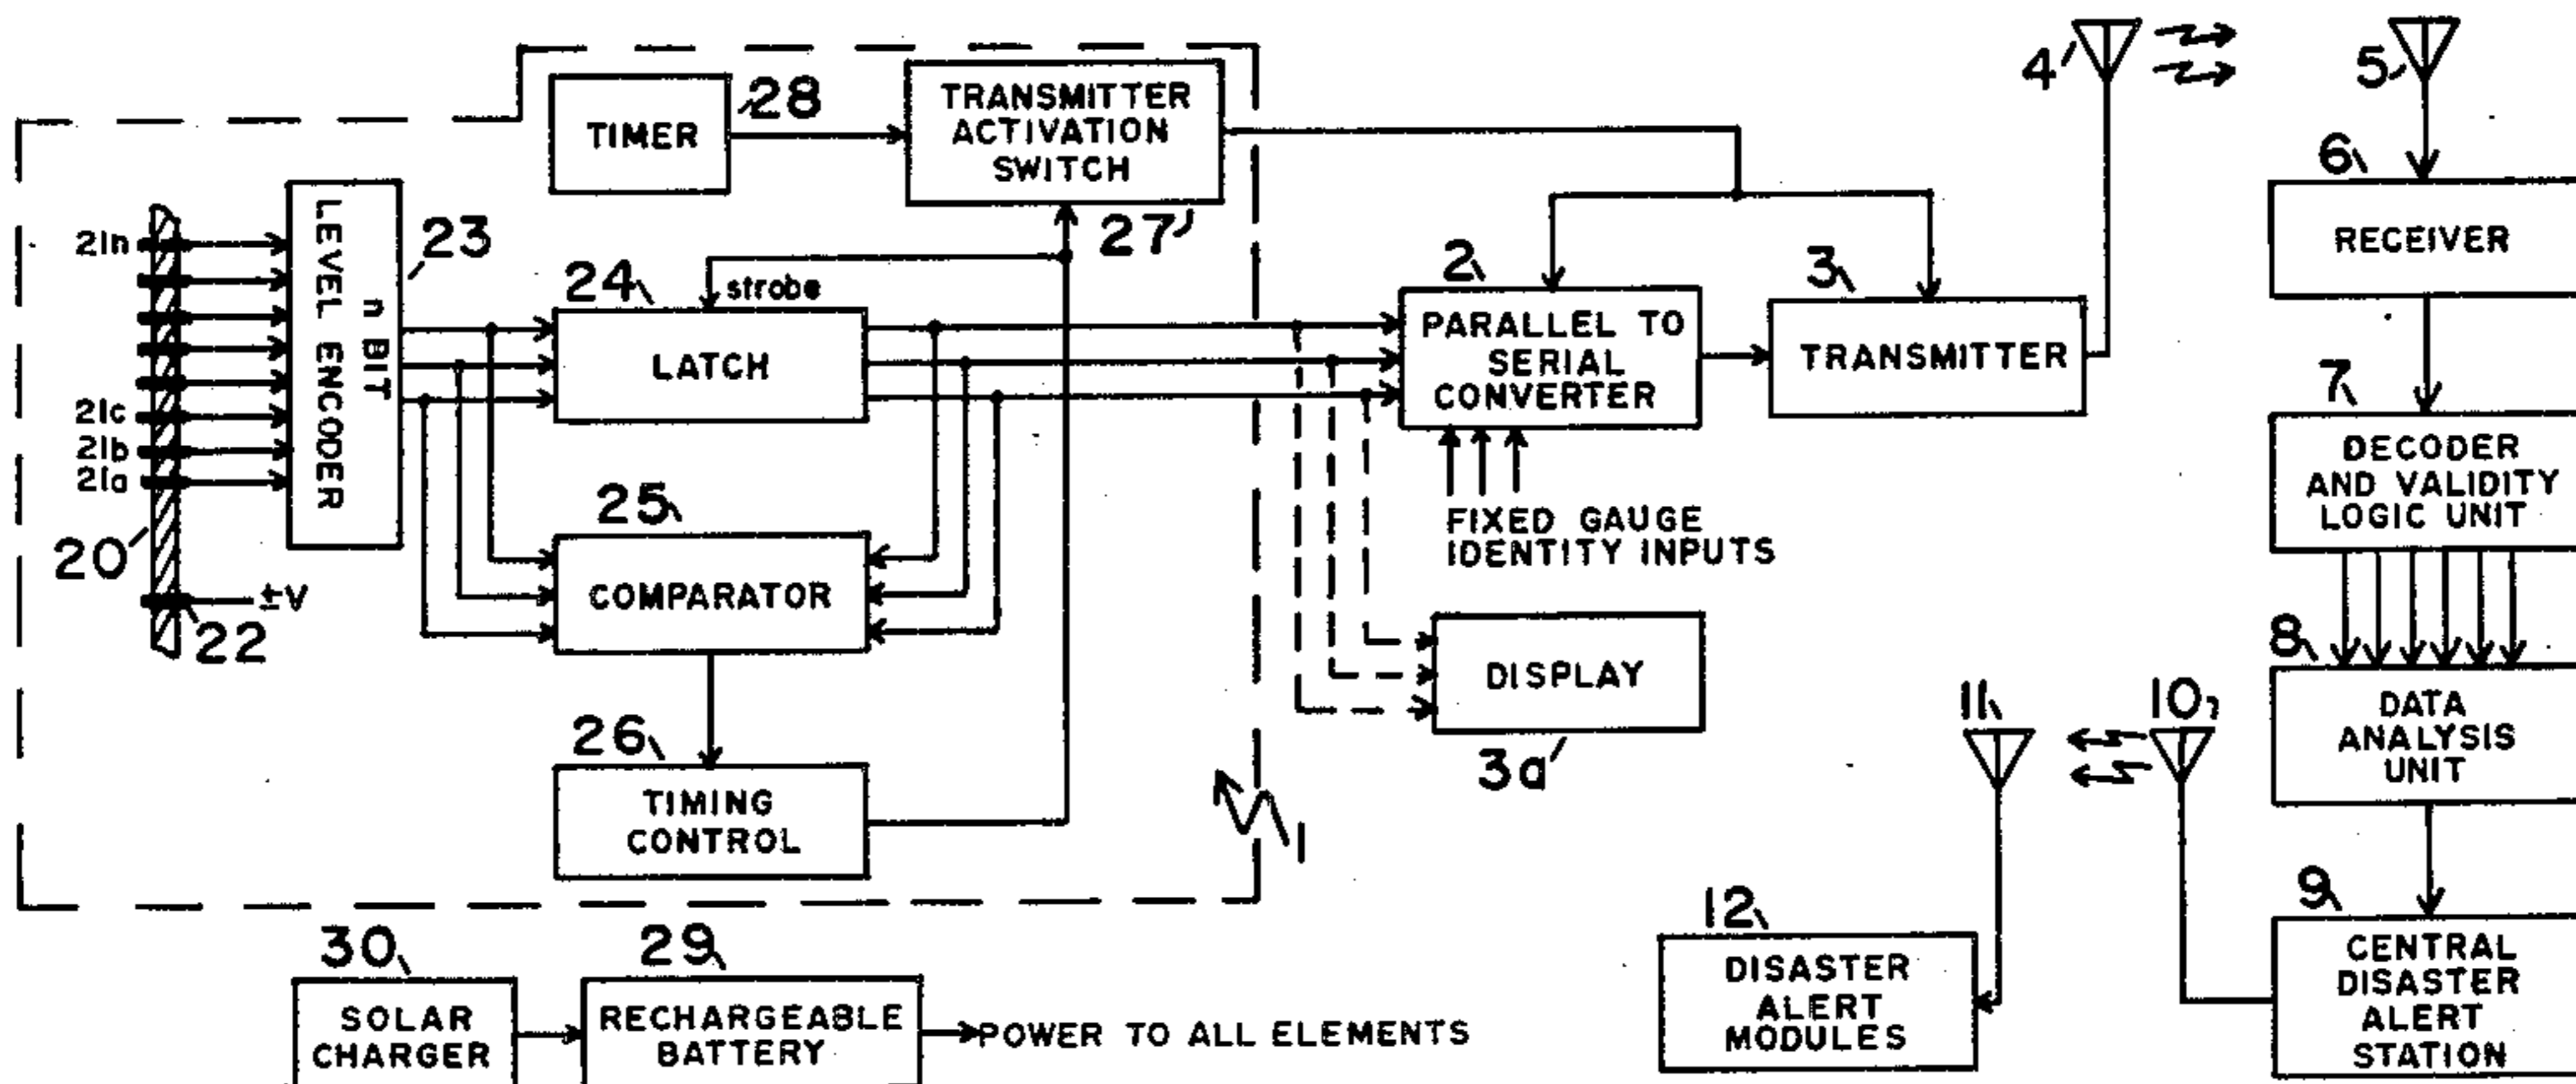 TIMER
28
TRANSMITTER
ACTIVATION
SWITCH
27
4
5
6
RECEIVER
21n
21c
21b
21a
20
22
±V
n BIT
LEVEL ENCODER
23
24
strobe
LATCH
25
COMPARATOR
26
TIMING
CONTROL
1
2
PARALLEL TO
SERIAL
CONVERTER
FIXED GAUGE
IDENTITY INPUTS
3
TRANSMITTER
DISPLAY
3a
7
DECODER
AND VALIDITY
LOGIC UNIT
8
DATA
ANALYSIS
UNIT
11
10
9
CENTRAL
DISASTER
ALERT
STATION
12
DISASTER
ALERT
MODULES
30
SOLAR
CHARGER
29
RECHARGEABLE
BATTERY
POWER TO ALL ELEMENTS